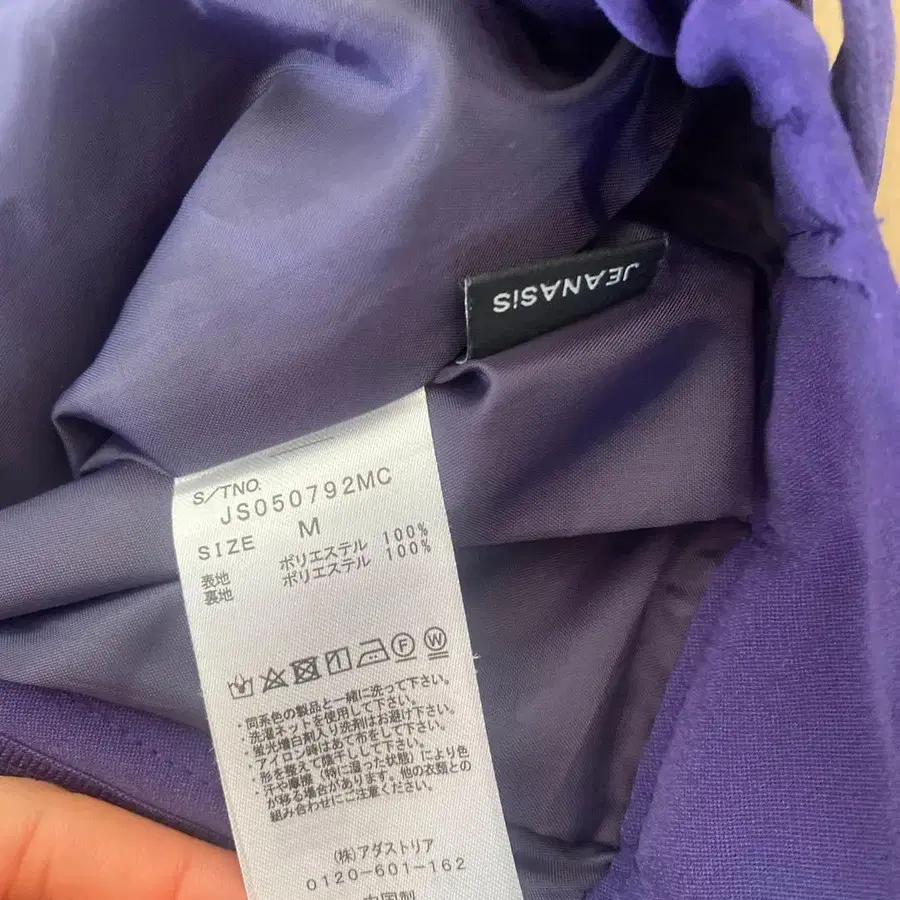 JEANASiS
S/TNO.
JS050792MC
SIZE M
表地 ポリエステル 100%
裏地 ポリエステル 100%
F W
・同系色の製品と一緒に洗って下さい。
・洗濯ネットを使用して下さい。
・蛍光増白剤入り洗剤はお避け下さい。
・アイロン時はあて布をして下さい。
・形を整えて陰干しして下さい。
・汗や摩擦（特に湿った状態）により色
が移る場合があります。他の衣類との
組み合わせにご注意ください。
(株)アダストリア
0120-601-162
中国製